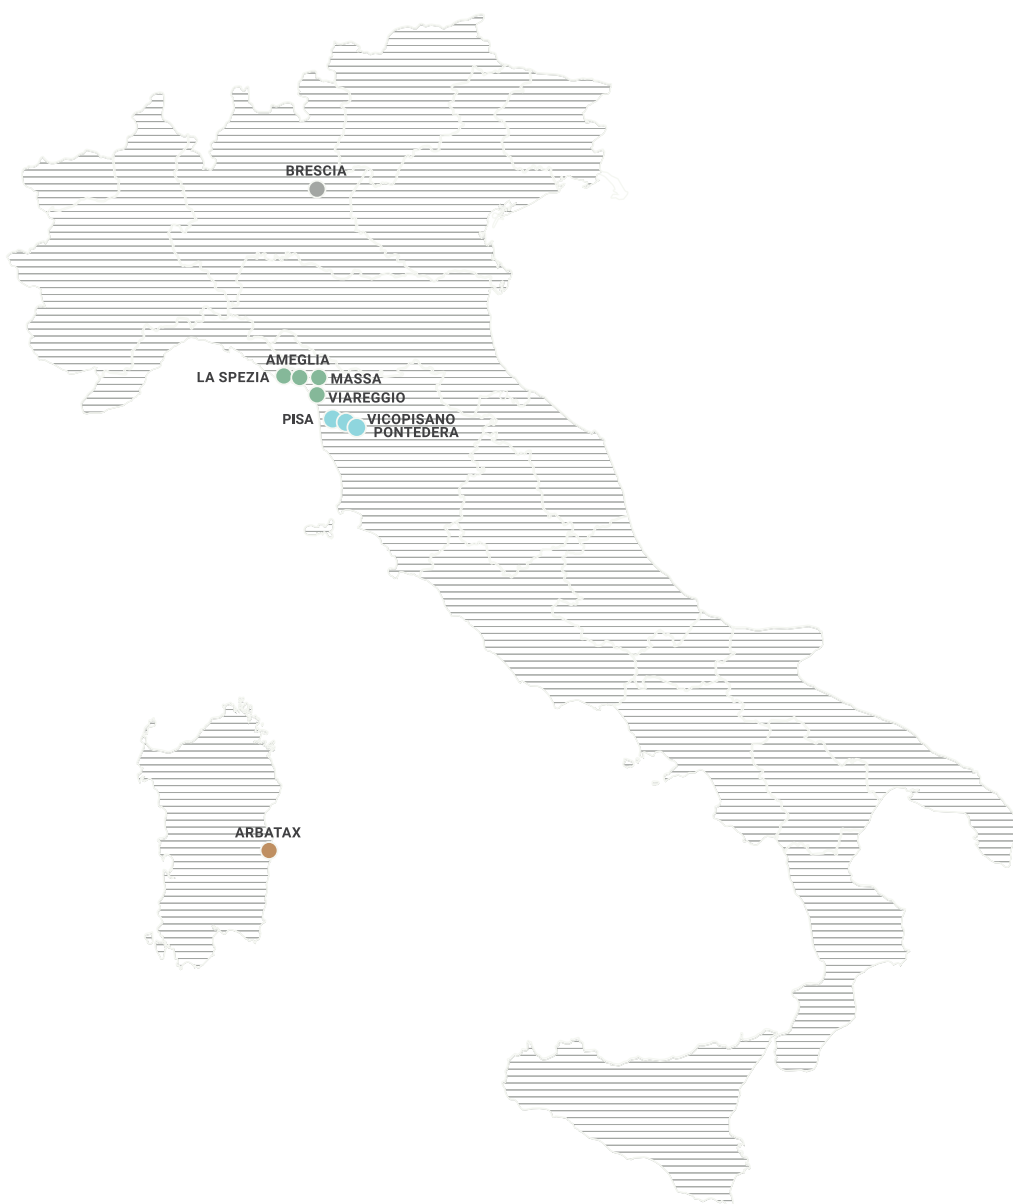 BRESCIA
AMEGLIA
LA SPEZIA
MASSA
VIAREGGIO
PISA
VICOPISANO
PONTEDERA
ARBATAX